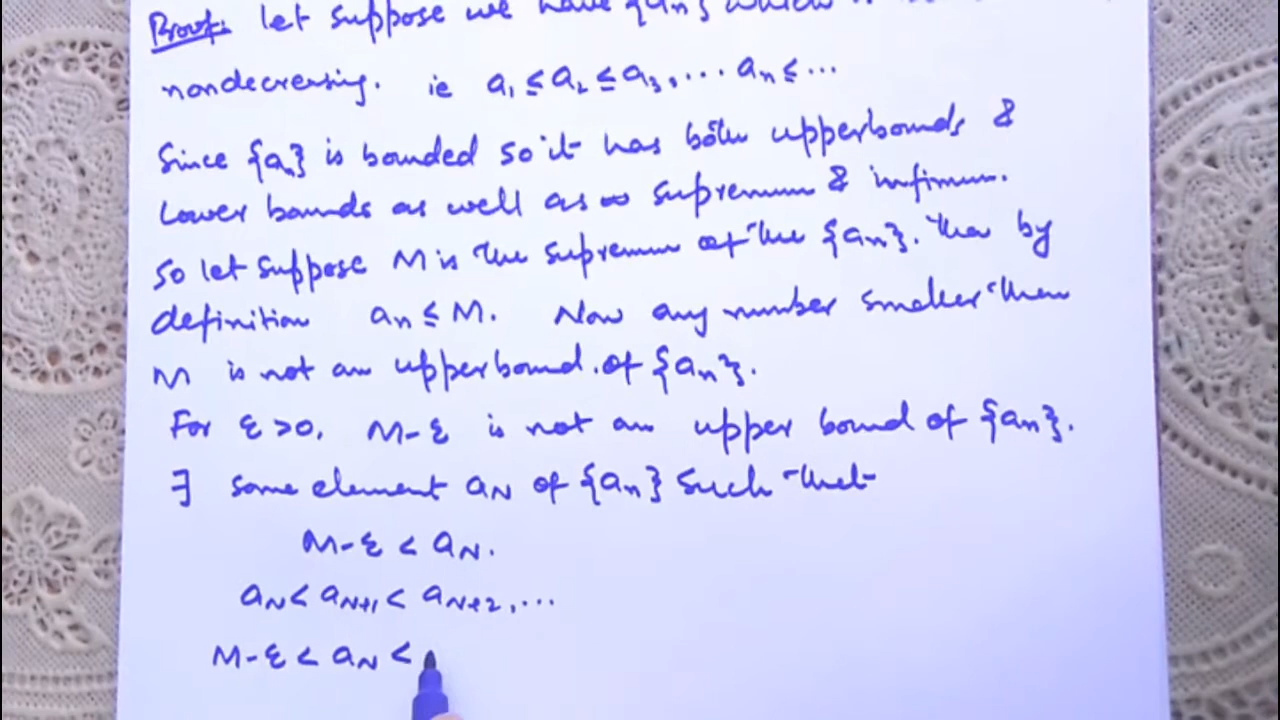 Proof: let suppose we have {an} which is
nondecreasing. ie a₁ ≤ a₂ ≤ a₃, ... aₙ ≤ ...
Since {aₙ} is bounded so it has both upperbounds &
Lower bounds as well as supremum & infimum.
So let suppose M is the supremum of the {aₙ}. then by
definition aₙ ≤ M. Now any number smaller than
M is not an upperbound. of {aₙ}.
For ε >0, M-ε is not an upper bound of {aₙ}.
∃ some element aN of {aₙ} such that
M-ε < aN.
aN < aN+1 < aN+2, ...
M-ε < aN <